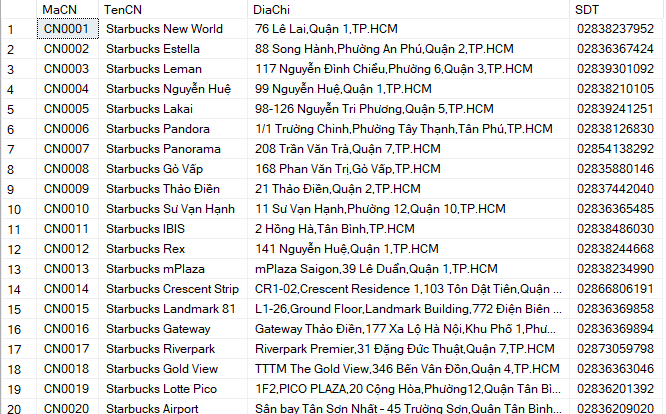 MaCN TenCN DiaChi SDT
1 CN0001 Starbucks New World 76 Lê Lai,Quận 1,TP.HCM 02838237952
2 CN0002 Starbucks Estella 88 Song Hành,Phường An Phú,Quận 2,TP.HCM 02836367424
3 CN0003 Starbucks Leman 117 Nguyễn Đình Chiểu,Phường 6,Quận 3,TP.HCM 02839301092
4 CN0004 Starbucks Nguyễn Huệ 99 Nguyễn Huệ,Quận 1,TP.HCM 02838210105
5 CN0005 Starbucks Lakai 98-126 Nguyễn Tri Phương,Quận 5,TP.HCM 02839241251
6 CN0006 Starbucks Pandora 1/1 Trường Chinh,Phường Tây Thạnh,Tân Phú,TP.HCM 02838126830
7 CN0007 Starbucks Panorama 208 Trần Văn Trà,Quận 7,TP.HCM 02854138292
8 CN0008 Starbucks Gò Vấp 168 Phan Văn Trị,Gò Vấp,TP.HCM 02835880146
9 CN0009 Starbucks Thảo Điền 21 Thảo Điền,Quận 2,TP.HCM 02837442040
10 CN0010 Starbucks Sư Vạn Hạnh 11 Sư Vạn Hạnh,Phường 12,Quận 10,TP.HCM 02836365485
11 CN0011 Starbucks IBIS 2 Hồng Hà,Tân Bình,TP.HCM 02838486030
12 CN0012 Starbucks Rex 141 Nguyễn Huệ,Quận 1,TP.HCM 02838244668
13 CN0013 Starbucks mPlaza mPlaza Saigon,39 Lê Duẩn,Quận 1,TP.HCM 02838234990
14 CN0014 Starbucks Crescent Strip CR1-02,Crescent Residence 1,103 Tôn Dật Tiên,Quận ... 02866806191
15 CN0015 Starbucks Landmark 81 L1-26,Ground Floor,Landmark Building,772 Điện Biên ... 02836369858
16 CN0016 Starbucks Gateway Gateway Thảo Điền,177 Xa Lộ Hà Nội,Khu Phố 1,Phư... 02836369894
17 CN0017 Starbucks Riverpark Riverpark Premier,31 Đặng Đức Thuật,Quận 7,TP.HCM 02873059798
18 CN0018 Starbucks Gold View TTTM The Gold View,346 Bến Vân Đồn,Quận 4,TP.HCM 02836363046
19 CN0019 Starbucks Lotte Pico 1F2,PICO PLAZA,20 Cộng Hòa,Phường12,Quận Tân Bì... 02836201392
20 CN0020 Starbucks Airport Sân bay Tân Sơn Nhất - 45 Trường Sơn,Quận Tân Bình... 02836209020